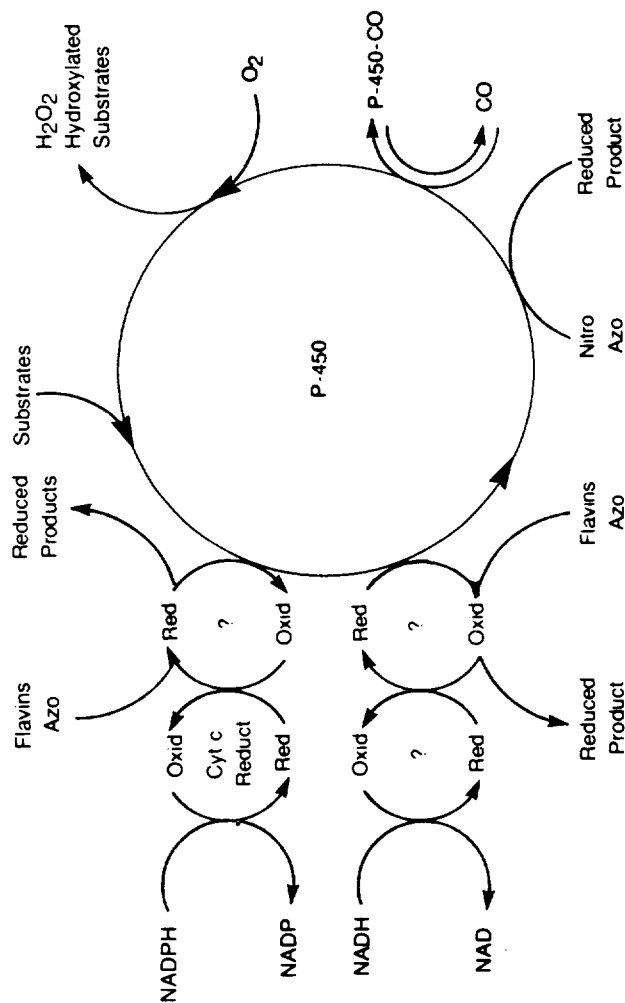 H2O2
Hydroxylated
Substrates
O2
P-450-CO
CO
Reduced
Product
Nitro
Azo
P-450
Substrates
Reduced
Products
Flavins
Azo
Red
?
Oxid
Oxid
Cyt c
Reduct
Red
NADPH
NADP
Red
?
Oxid
Oxid
?
Red
NADH
NAD
Flavins
Azo
Reduced
Product